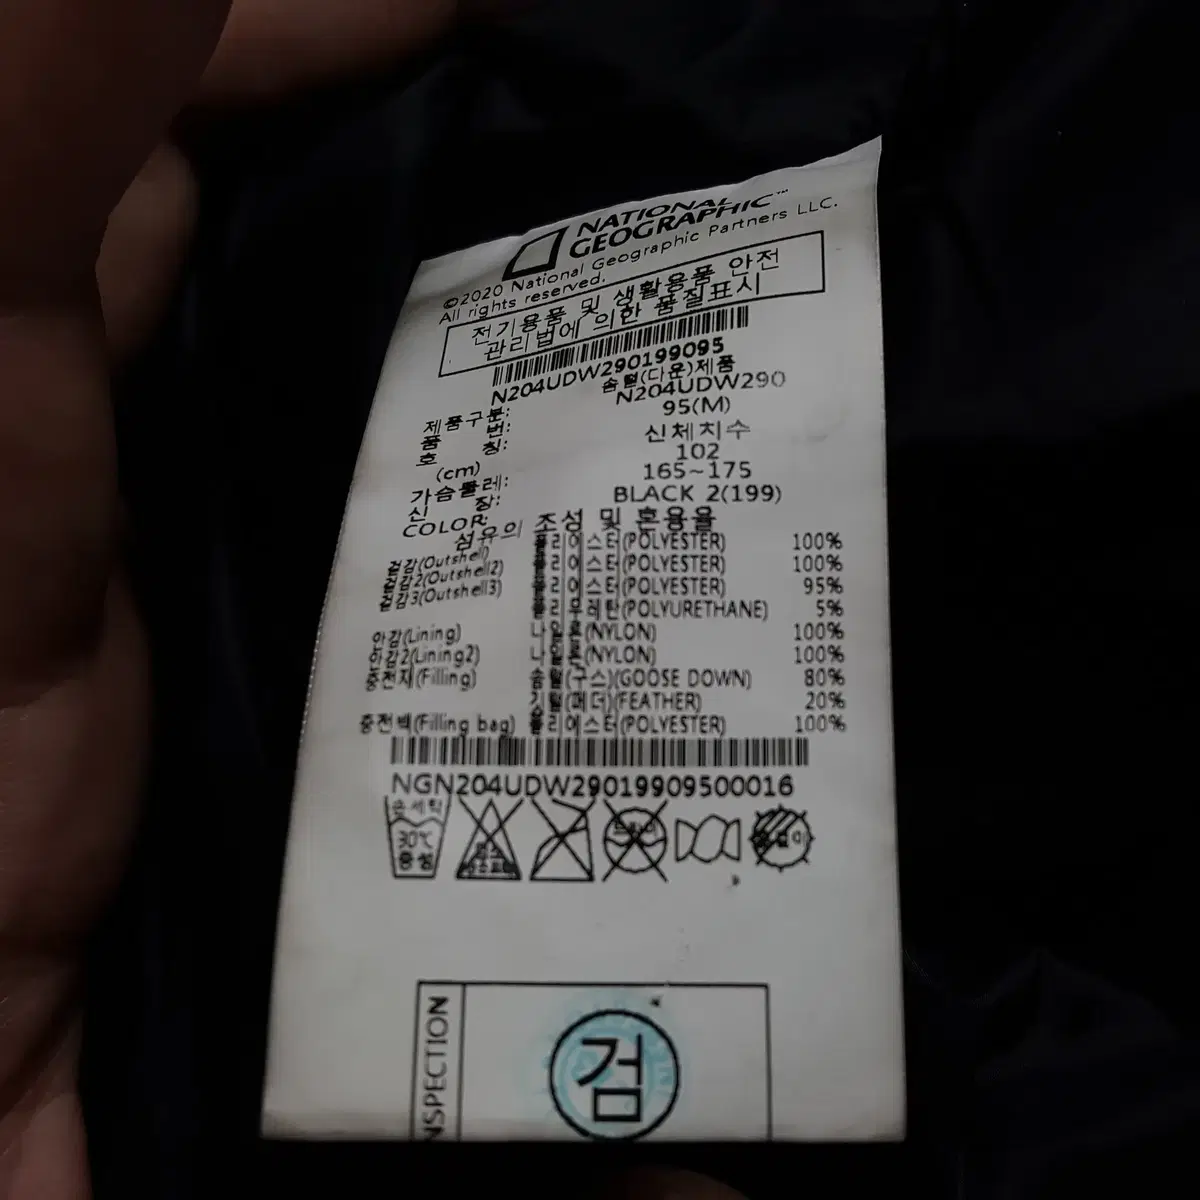 NATIONAL
GEOGRAPHIC™
©2020 National Geographic Partners LLC.
All rights reserved.
전기용품 및 생활용품 안전
관리법에 의한 품질표시
N204UDW290199095
제품구분: 솜털(다운)제품
품 번: N204UDW290
호 칭: 95(M)
(cm) 신체치수
가슴둘레: 102
신 장: 165~175
COLOR: BLACK 2(199)
섬유의 조성 및 혼용율
겉감(Outshell) 폴리에스터(POLYESTER) 100%
겉감2(Outshell2) 폴리에스터(POLYESTER) 100%
겉감3(Outshell3) 폴리에스터(POLYESTER) 95%
폴리우레탄(POLYURETHANE) 5%
안감(Lining) 나일론(NYLON) 100%
안감2(Lining2) 나일론(NYLON) 100%
충전재(Filling) 솜털(구스)(GOOSE DOWN) 80%
깃털(페더)(FEATHER) 20%
충전백(Filling bag) 폴리에스터(POLYESTER) 100%
NGN204UDW29019909500016
손세탁
30℃
중성
NSPECTION
검